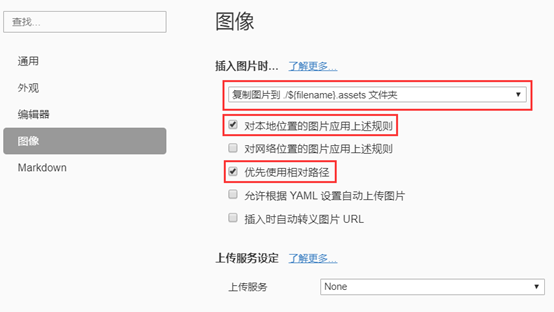 图像
查找...
插入图片时... 了解更多...
通用
复制图片到 ./${filename}.assets 文件夹
外观
编辑器
对本地位置的图片应用上述规则
图像
对网络位置的图片应用上述规则
Markdown
优先使用相对路径
允许根据 YAML 设置自动上传图片
插入时自动转义图片 URL
上传服务设定 了解更多...
上传服务 None